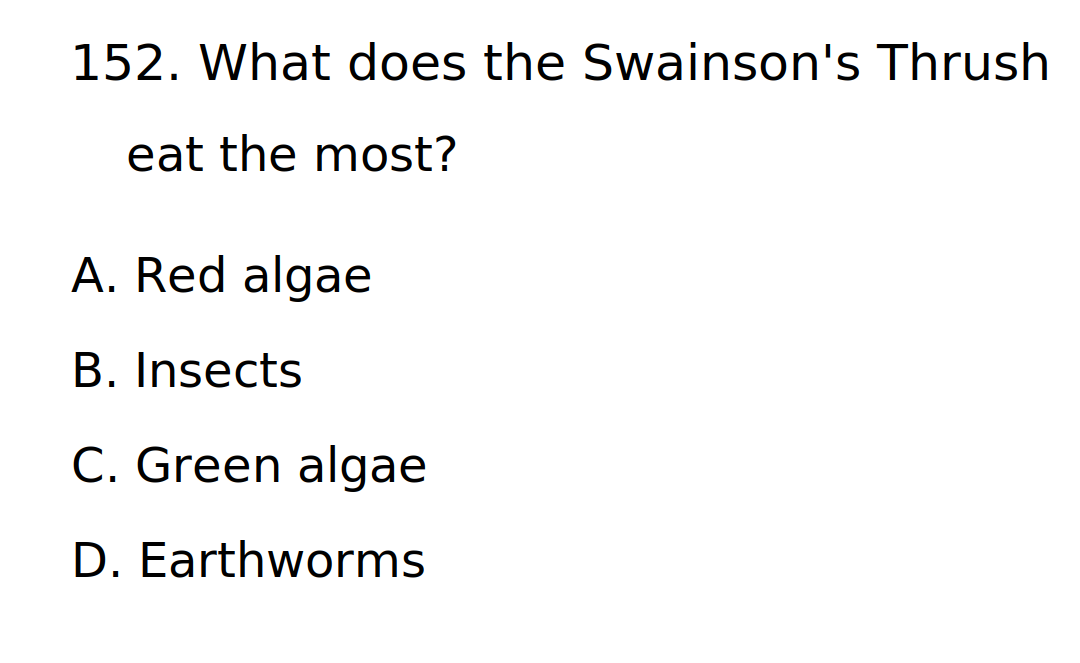 152. What does the Swainson's Thrush
eat the most?
A. Red algae
B. Insects
C. Green algae
D. Earthworms